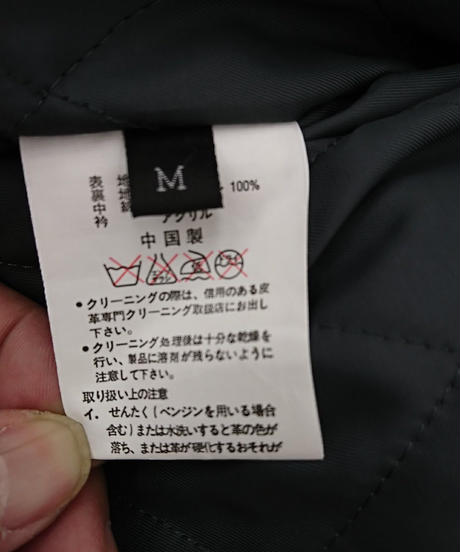 M
表 地
裏 地
中 綿
衿
100%
アクリル
中国製
●クリーニングの際は、信用のある皮
革専門クリーニング取扱店にお出し
下さい。
●クリーニング処理後は十分な乾燥を
行い、製品に溶剤が残らないように
注意して下さい。
取り扱い上の注意
イ. せんたく(ベンジンを用いる場合
含む)または水洗いすると革の色が
落ち、または革が硬化するおそれが